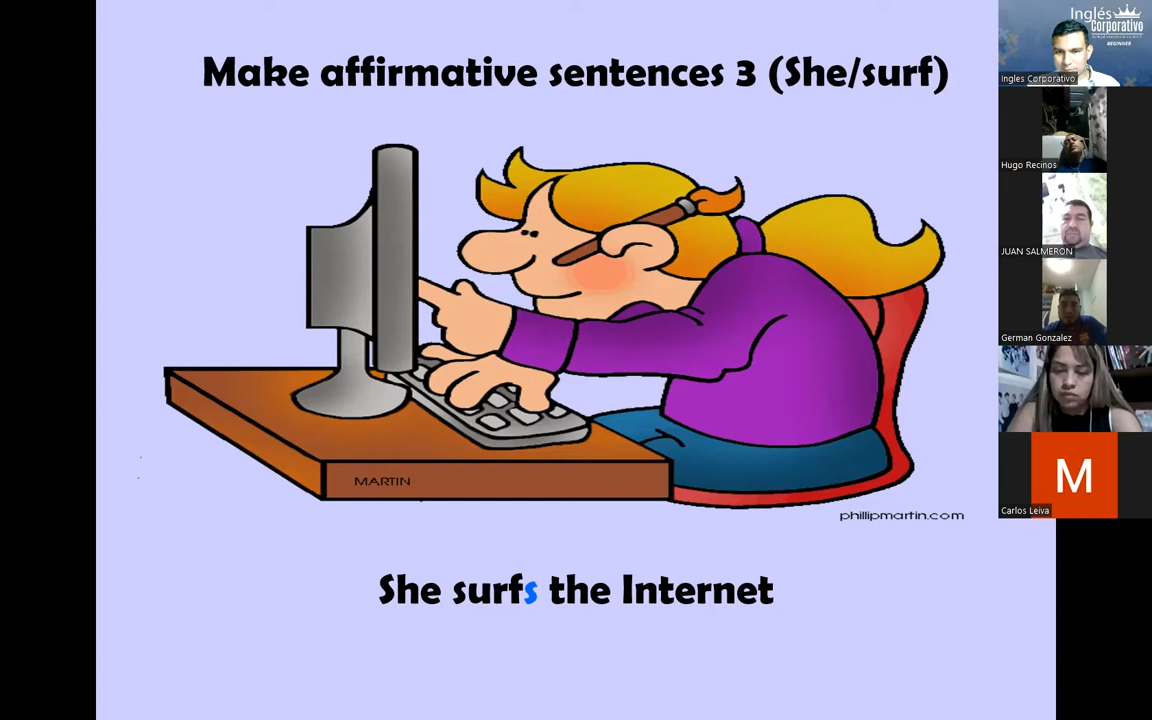 Make affirmative sentences 3 (She/surf)
MARTIN
phillipmartin.com
She surfs the Internet
Inglés
Corporativo
BEGINNER
Ingles Corporativo
Hugo Recinos
JUAN SALMERON
German Gonzalez
M
Carlos Leiva